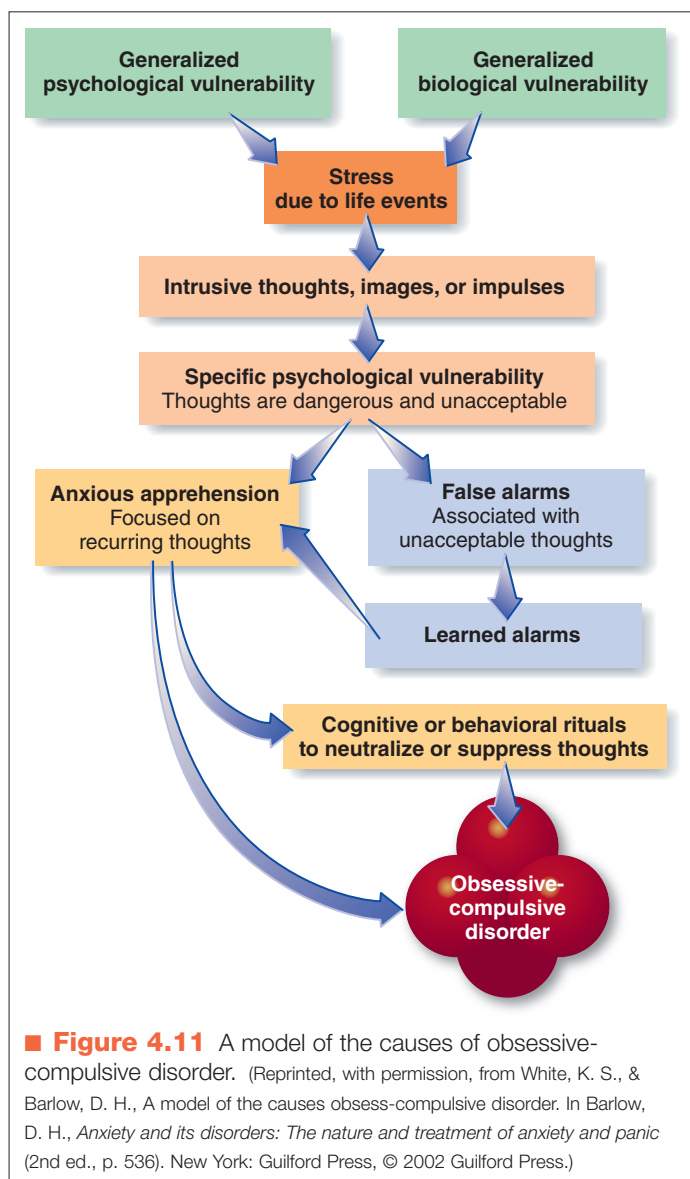 Generalized
psychological vulnerability
Generalized
biological vulnerability
Stress
due to life events
Intrusive thoughts, images, or impulses
Specific psychological vulnerability
Thoughts are dangerous and unacceptable
Anxious apprehension
Focused on
recurring thoughts
False alarms
Associated with
unacceptable thoughts
Learned alarms
Cognitive or behavioral rituals
to neutralize or suppress thoughts
Obsessive-
compulsive
disorder
■ Figure 4.11 A model of the causes of obsessive-
compulsive disorder. (Reprinted, with permission, from White, K. S., &
Barlow, D. H., A model of the causes obsess-compulsive disorder. In Barlow,
D. H., Anxiety and its disorders: The nature and treatment of anxiety and panic
(2nd ed., p. 536). New York: Guilford Press, © 2002 Guilford Press.)